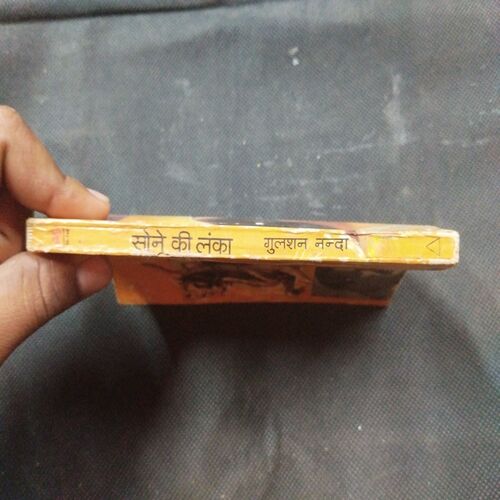 सोने की लंका गुलशन नन्दा